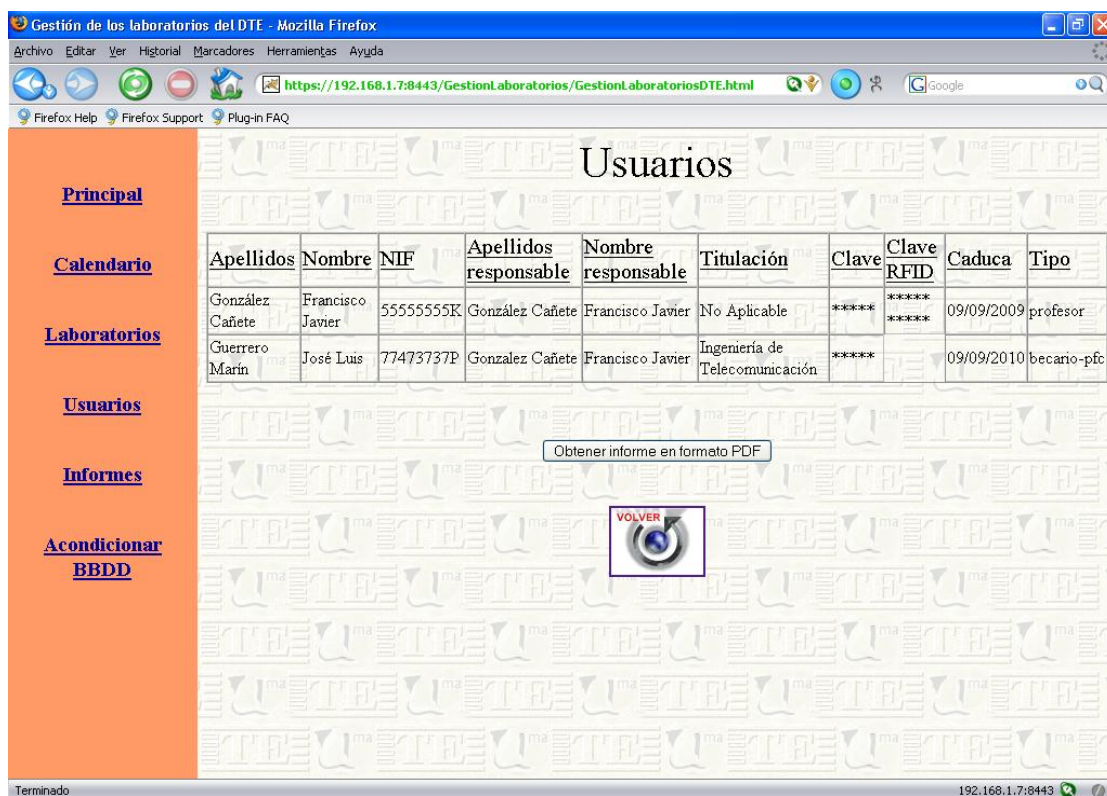 Gestión de los laboratorios del DTE - Mozilla Firefox
Archivo Editar Ver Historial Marcadores Herramientas Ayuda
https://192.168.1.7:8443/GestionLaboratorios/GestionLaboratoriosDTE.html
Google
Firefox Help Firefox Support Plug-in FAQ
Principal
Calendario
Laboratorios
Usuarios
Informes
Acondicionar
BBDD
Usuarios
Apellidos Nombre NIF Apellidos responsable Nombre responsable Titulación Clave Clave RFID Caduca Tipo
González Cañete Francisco Javier 55555555K González Cañete Francisco Javier No Aplicable ***** ***** ***** 09/09/2009 profesor
Guerrero Marín José Luis 77473737P Gonzalez Cañete Francisco Javier Ingeniería de Telecomunicación ***** 09/09/2010 becario-pfc
Obtener informe en formato PDF
VOLVER
Terminado
192.168.1.7:8443